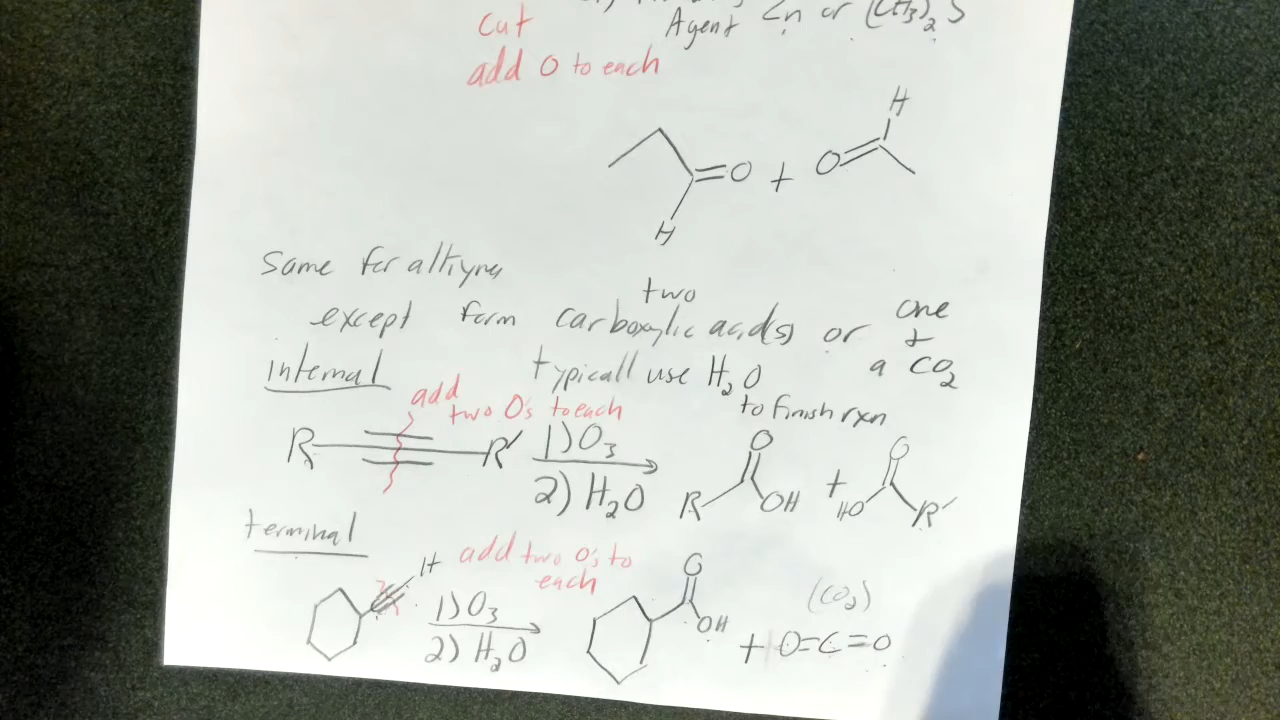 Cut
Agent Zn or (CH3)2 S
add O to each
H
=O + O=
H
Same for alkynes
two
except form carboxylic acid(s) or one
+
a CO2
internal
typicall use H2O
to finish rxn
add
two O's to each
R R' 1) O3
2) H2O
O
R OH + HO O R'
terminal
H add two O's to
each
1) O3
2) H2O
O
OH
(CO2)
+ O=C=O